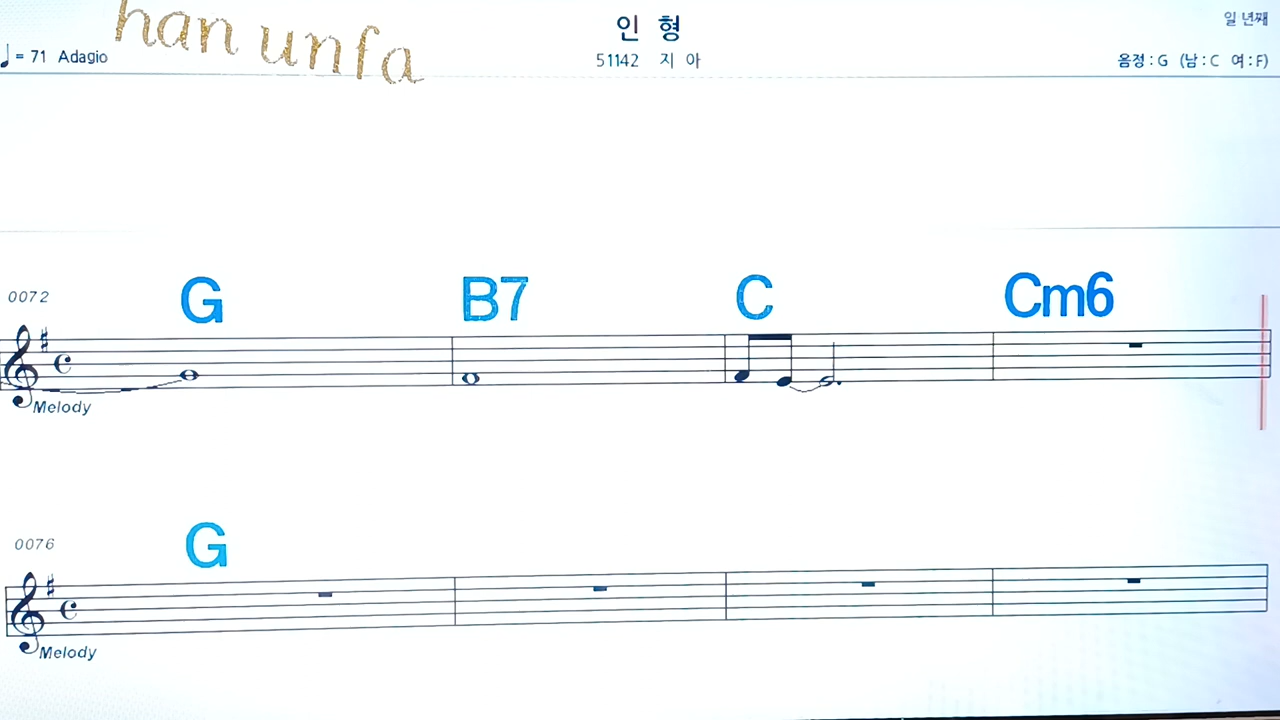 han unfa
인 형
일 년째
♩= 71 Adagio
51142 지 아
음정 : G (남 : C 여 : F)
G B7 C Cm6
0072
Melody
G
0076
Melody